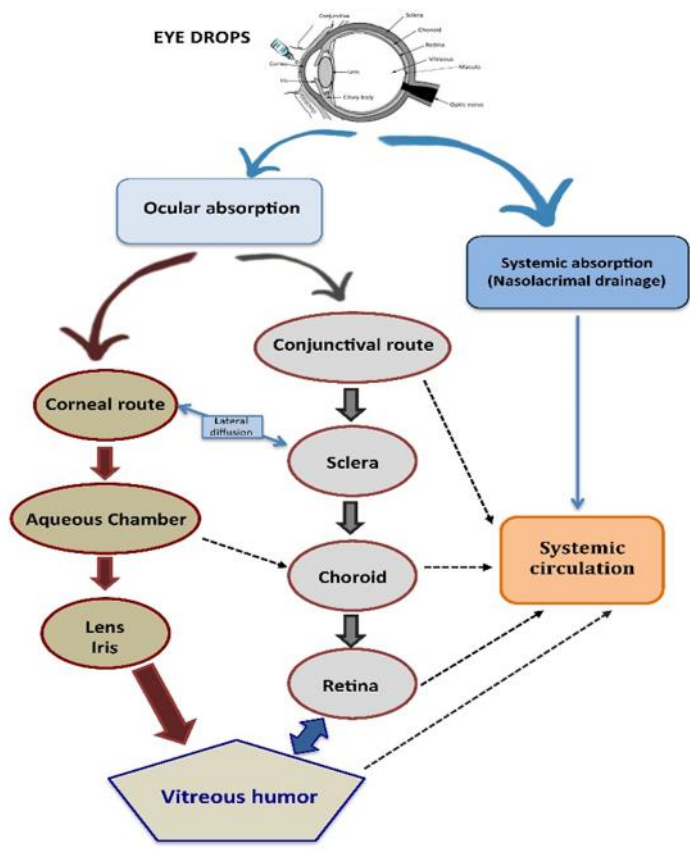 EYE DROPS
Conjunctiva
Sclera
Choroid
Retina
Vitreous
Macula
Cornea
Lens
Iris
Ciliary body
Optic nerve
Ocular absorption
Systemic absorption
(Nasolacrimal drainage)
Conjunctival route
Corneal route
Lateral
diffusion
Sclera
Aqueous Chamber
Systemic
circulation
Choroid
Lens
Iris
Retina
Vitreous humor